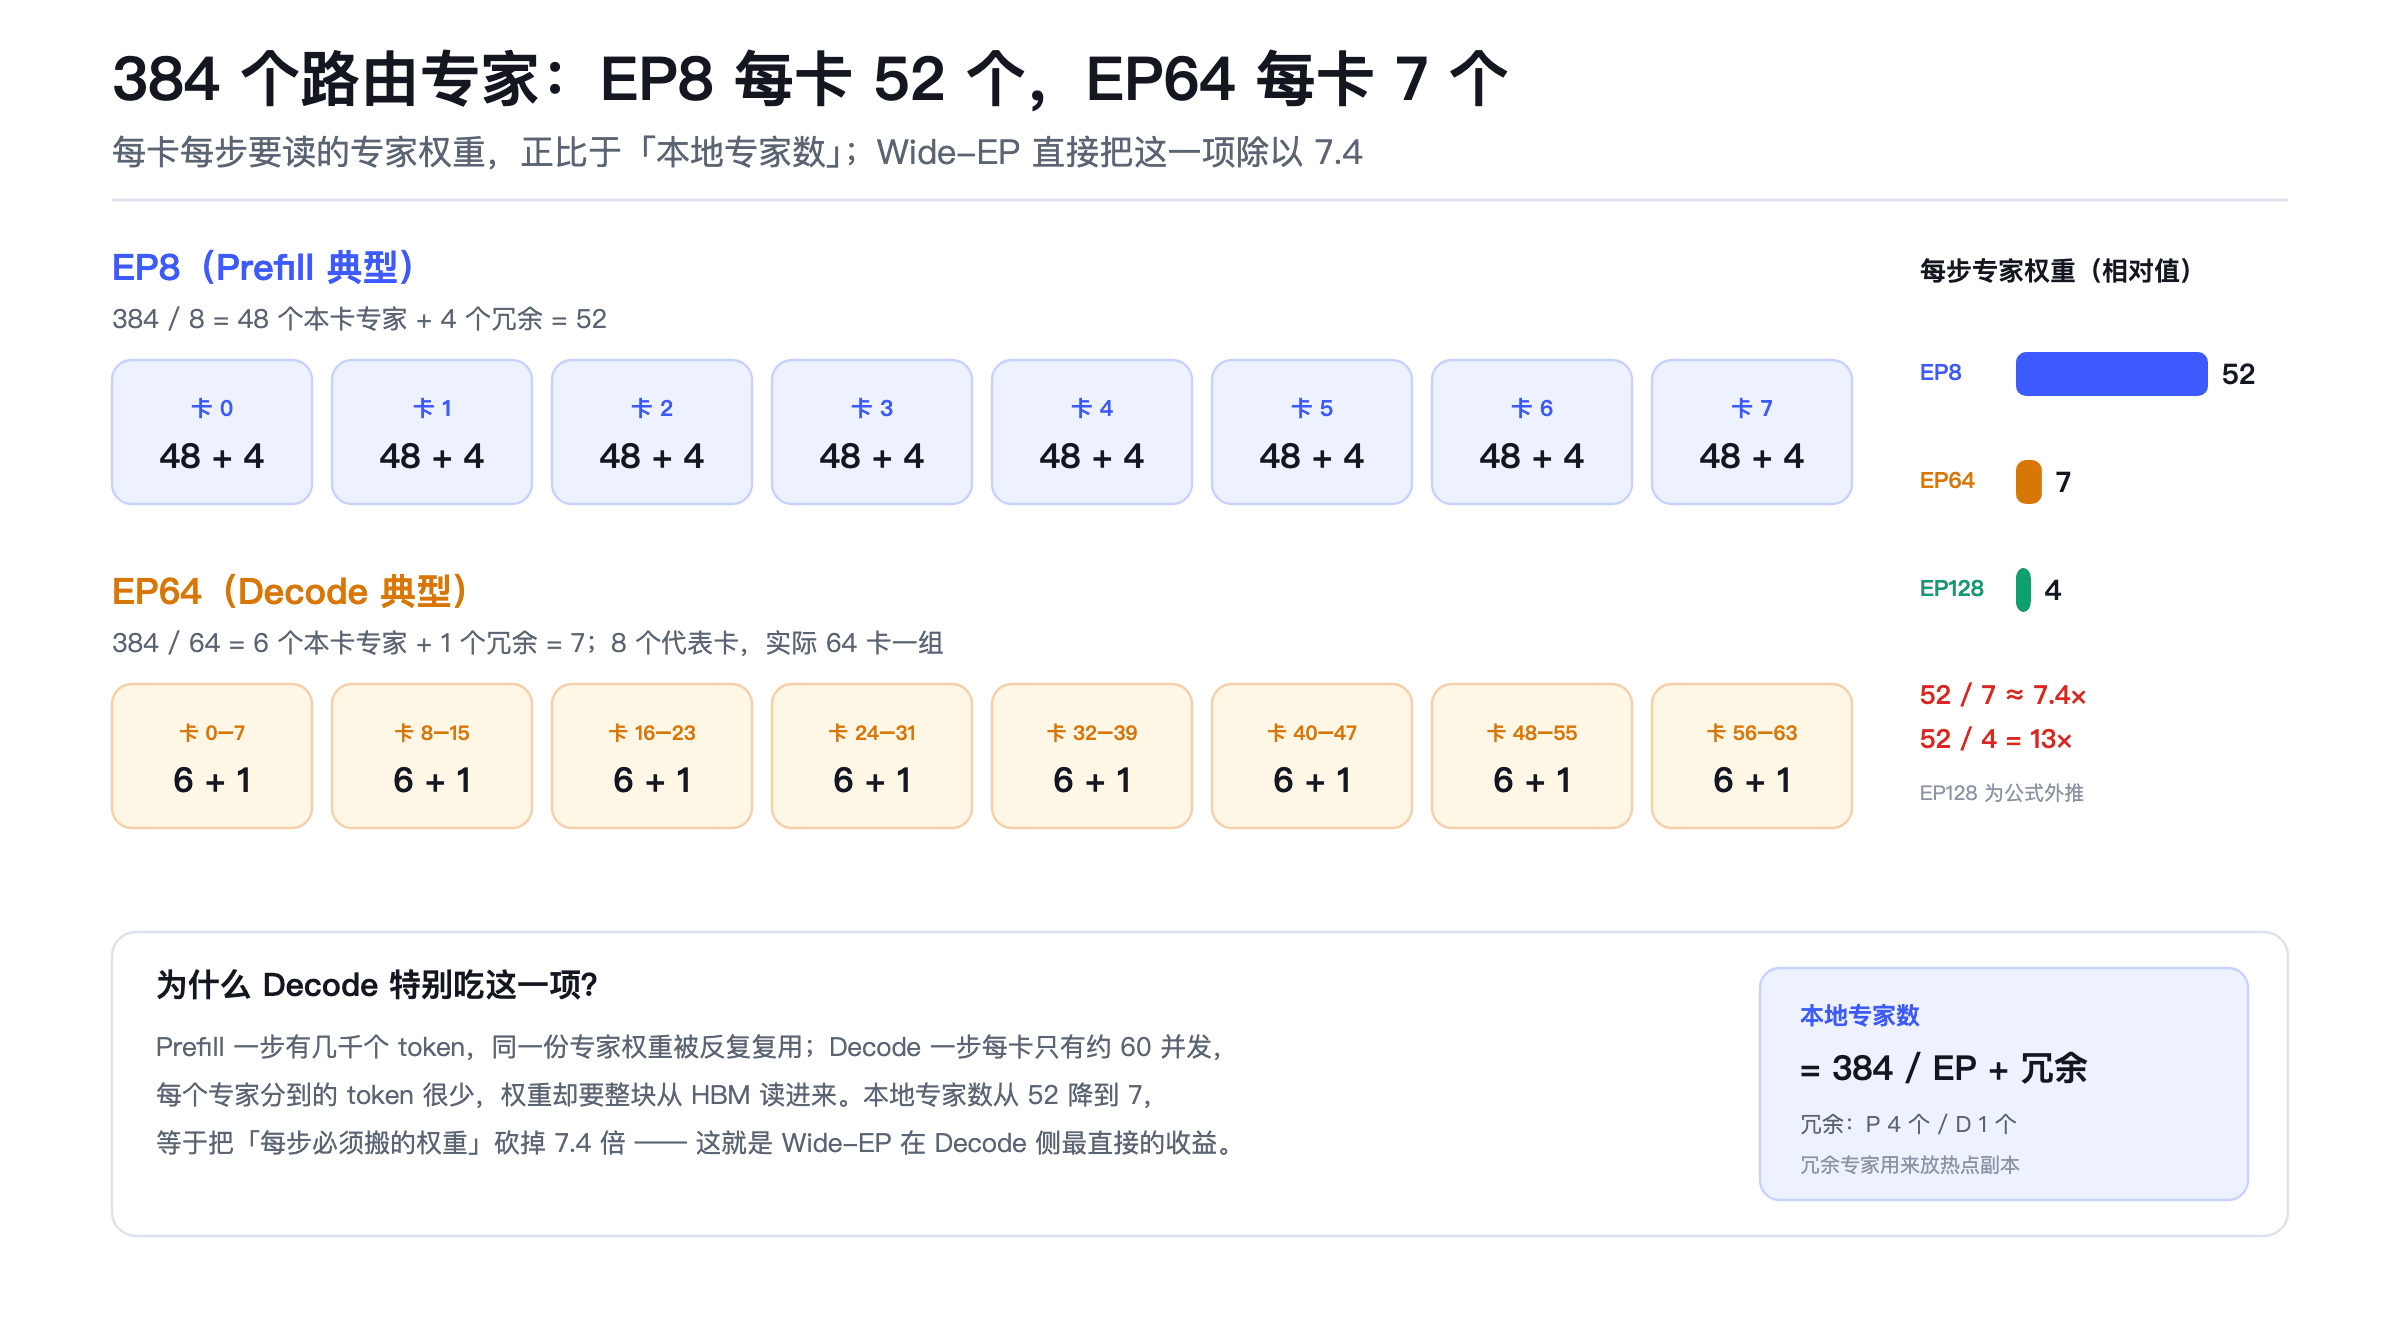 384 个路由专家：EP8 每卡 52 个，EP64 每卡 7 个
每卡每步要读的专家权重，正比于「本地专家数」；Wide-EP 直接把这一项除以 7.4
EP8（Prefill 典型）
384 / 8 = 48 个本卡专家 + 4 个冗余 = 52
卡 0
48 + 4
卡 1
48 + 4
卡 2
48 + 4
卡 3
48 + 4
卡 4
48 + 4
卡 5
48 + 4
卡 6
48 + 4
卡 7
48 + 4
EP64（Decode 典型）
384 / 64 = 6 个本卡专家 + 1 个冗余 = 7；8 个代表卡，实际 64 卡一组
卡 0–7
6 + 1
卡 8–15
6 + 1
卡 16–23
6 + 1
卡 24–31
6 + 1
卡 32–39
6 + 1
卡 40–47
6 + 1
卡 48–55
6 + 1
卡 56–63
6 + 1
每步专家权重（相对值）
EP8 52
EP64 7
EP128 4
52 / 7 ≈ 7.4×
52 / 4 = 13×
EP128 为公式外推
为什么 Decode 特别吃这一项？
Prefill 一步有几千个 token，同一份专家权重被反复复用；Decode 一步每卡只有约 60 并发，
每个专家分到的 token 很少，权重却要整块从 HBM 读进来。本地专家数从 52 降到 7，
等于把「每步必须搬的权重」砍掉 7.4 倍 —— 这就是 Wide-EP 在 Decode 侧最直接的收益。
本地专家数
= 384 / EP + 冗余
冗余：P 4 个 / D 1 个
冗余专家用来放热点副本